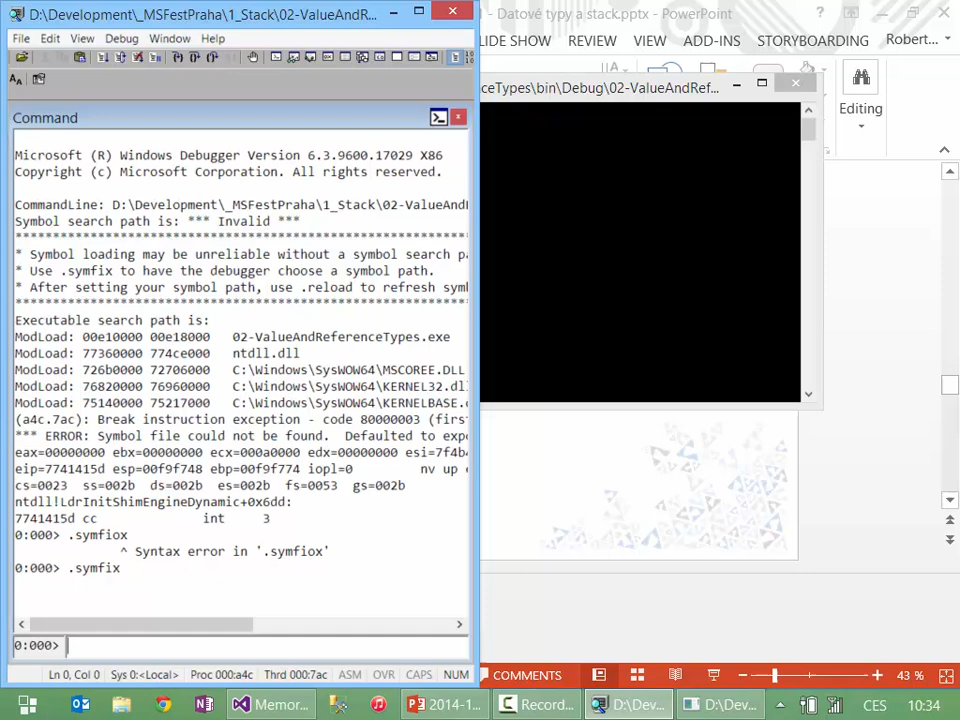 D:\Development\_MSFestPraha\1_Stack\02-ValueAndR...
File Edit View Debug Window Help
Command
Microsoft (R) Windows Debugger Version 6.3.9600.17029 X86
Copyright (c) Microsoft Corporation. All rights reserved.
CommandLine: D:\Development\_MSFestPraha\1_Stack\02-ValueAndR
Symbol search path is: *** Invalid ***
****************************************************************
* Symbol loading may be unreliable without a symbol search p
* Use .symfix to have the debugger choose a symbol path.
* After setting your symbol path, use .reload to refresh sym
****************************************************************
Executable search path is:
ModLoad: 00e10000 00e18000 02-ValueAndReferenceTypes.exe
ModLoad: 77360000 774ce000 ntdll.dll
ModLoad: 726b0000 72706000 C:\Windows\SysWOW64\MSCOREE.DLL
ModLoad: 76820000 76960000 C:\Windows\SysWOW64\KERNEL32.dl
ModLoad: 75140000 75217000 C:\Windows\SysWOW64\KERNELBASE.
(a4c.7ac): Break instruction exception - code 80000003 (firs
*** ERROR: Symbol file could not be found. Defaulted to exp
eax=00000000 ebx=00000000 ecx=000a0000 edx=00000000 esi=7f4b
eip=7741415d esp=00f9f748 ebp=00f9f774 iopl=0 nv up e
cs=0023 ss=002b ds=002b es=002b fs=0053 gs=002b
ntdll!LdrInitShimEngineDynamic+0x6dd:
7741415d cc int 3
0:000> .symfiox
^ Syntax error in '.symfiox'
0:000> .symfix
0:000>
Ln 0, Col 0 Sys 0:<Local> Proc 000:a4c Thrd 000:7ac ASM OVR CAPS NUM
1 - Datové typy a stack.pptx - PowerPoint
SLIDE SHOW REVIEW VIEW ADD-INS STORYBOARDING Robert...
ceTypes\bin\Debug\02-ValueAndRef...
Editing
COMMENTS 43 %
Memor... 2014-1... Record... D:\Dev... D:\Dev... CES 10:34